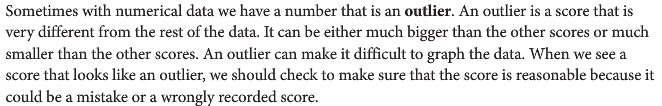 Sometimes with numerical data we have a number that is an outlier. An outlier is a score that is
very different from the rest of the data. It can be either much bigger than the other scores or much
smaller than the other scores. An outlier can make it difficult to graph the data. When we see a
score that looks like an outlier, we should check to make sure that the score is reasonable because it
could be a mistake or a wrongly recorded score.